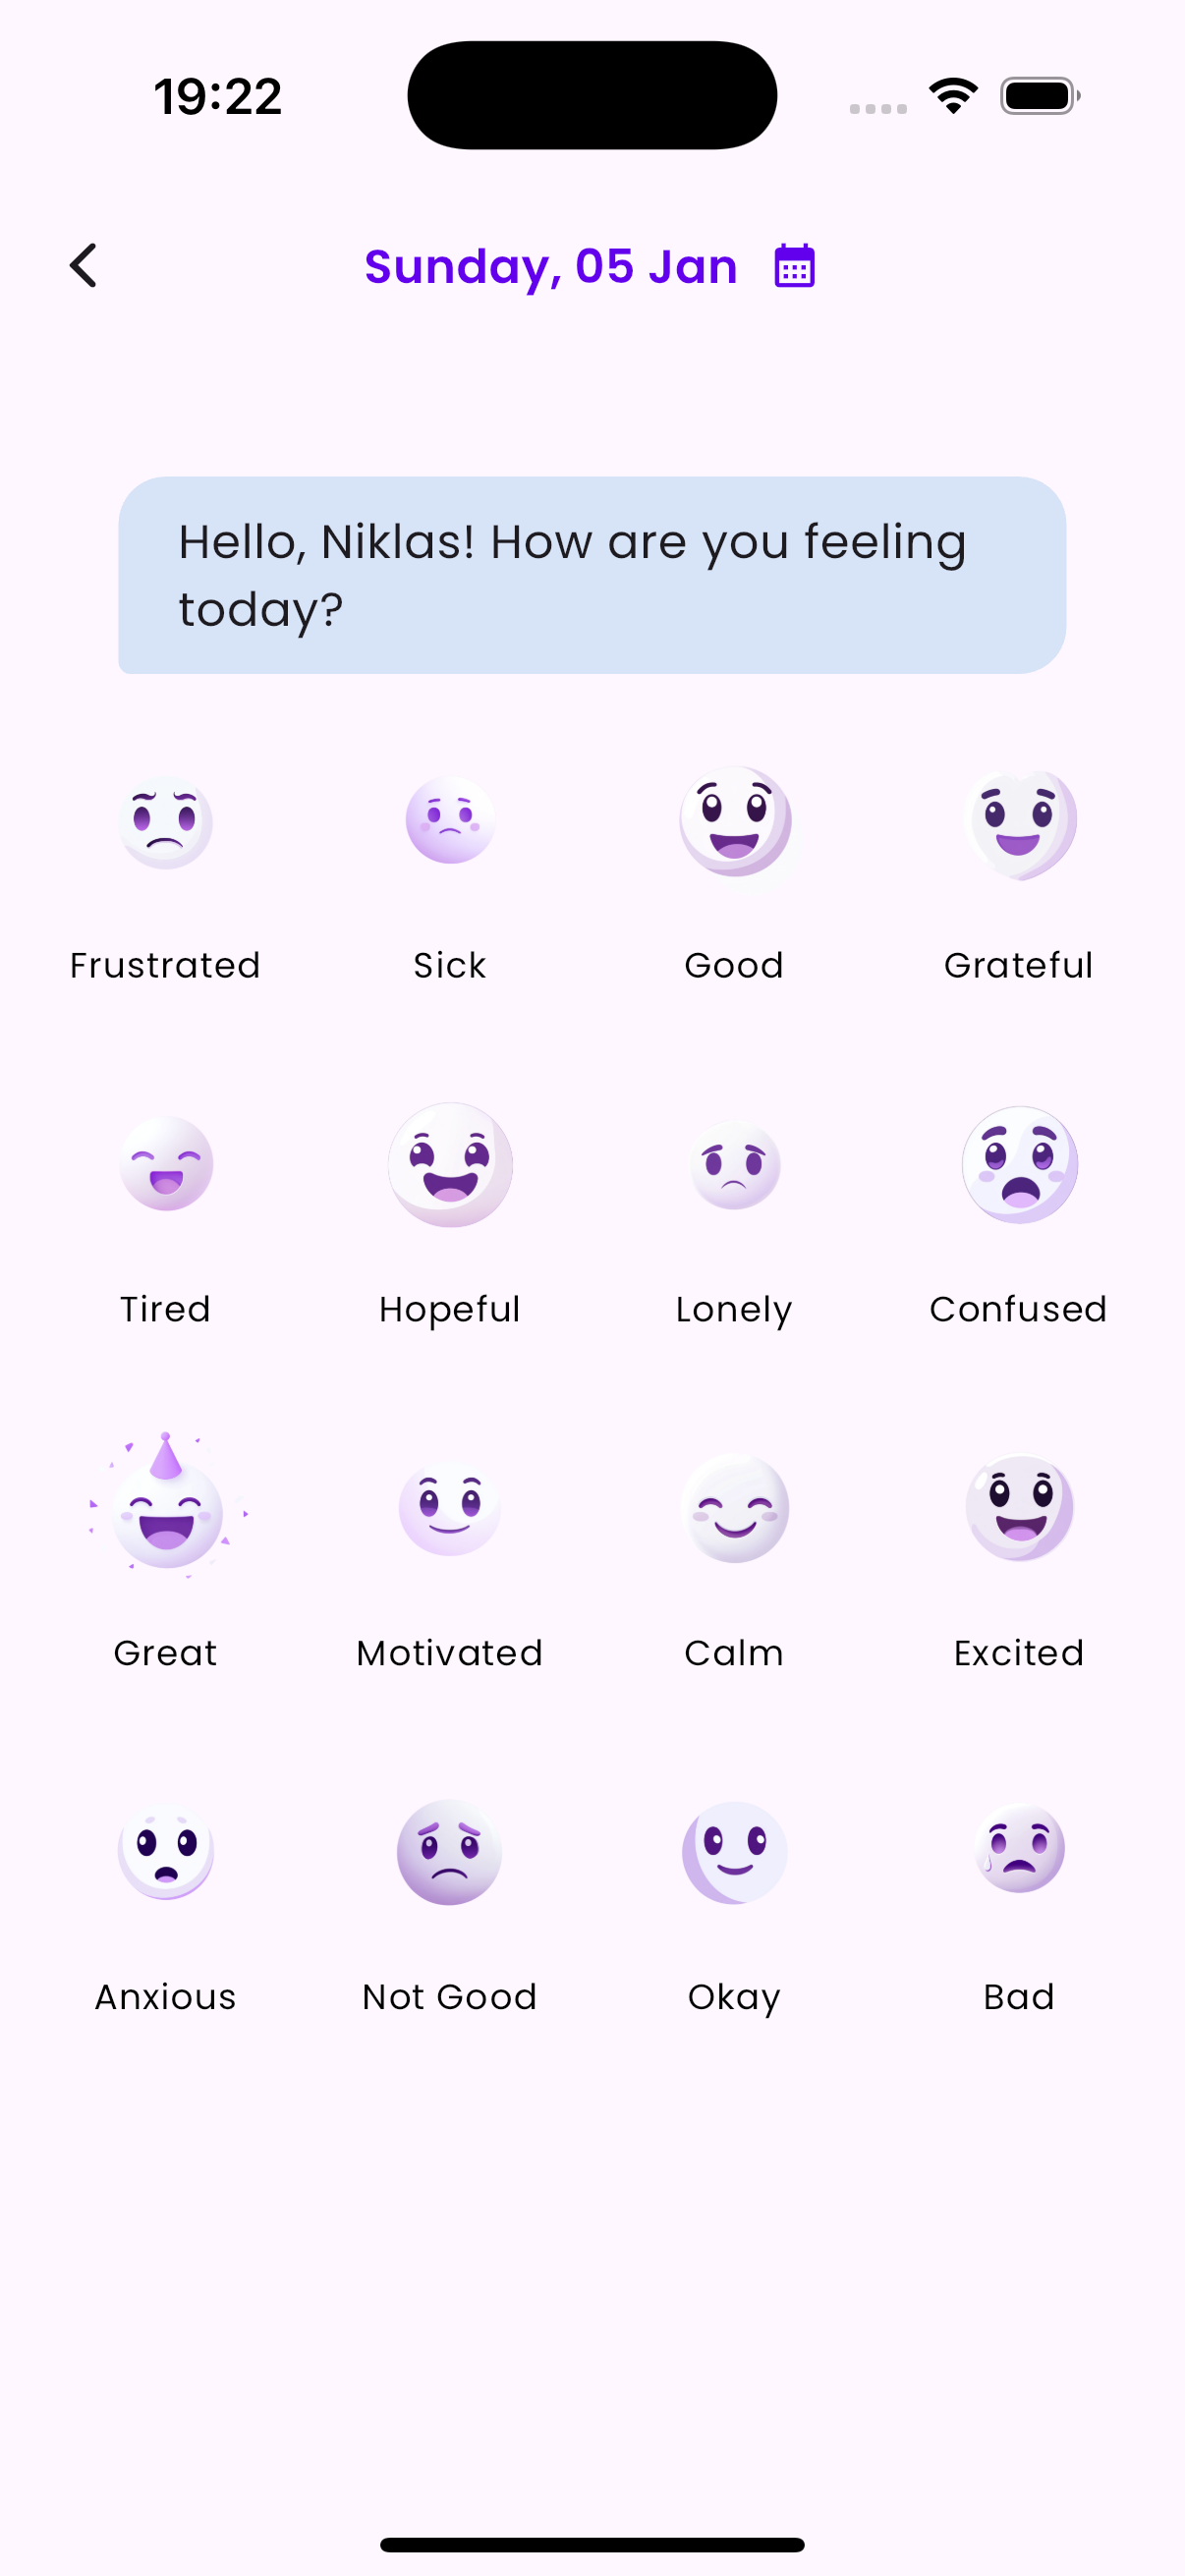 19:22
Sunday, 05 Jan
Hello, Niklas! How are you feeling
today?
Frustrated Sick Good Grateful
Tired Hopeful Lonely Confused
Great Motivated Calm Excited
Anxious Not Good Okay Bad